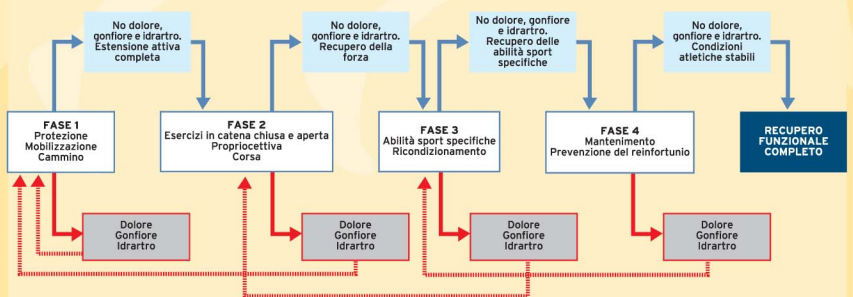 No dolore,
gonfiore e idrartro.
Estensione attiva
completa
No dolore,
gonfiore e idrartro.
Recupero della
forza
No dolore, gonfiore
e idrartro.
Recupero delle
abilità sport
specifiche
No dolore,
gonfiore e idrartro.
Condizioni
atletiche stabili
FASE 1
Protezione
Mobilizzazione
Cammino
FASE 2
Esercizi in catena chiusa e aperta
Propriocettiva
Corsa
FASE 3
Abilità sport specifiche
Ricondizionamento
FASE 4
Mantenimento
Prevenzione del reinfortunio
RECUPERO
FUNZIONALE
COMPLETO
Dolore
Gonfiore
Idrartro
Dolore
Gonfiore
Idrartro
Dolore
Gonfiore
Idrartro
Dolore
Gonfiore
Idrartro